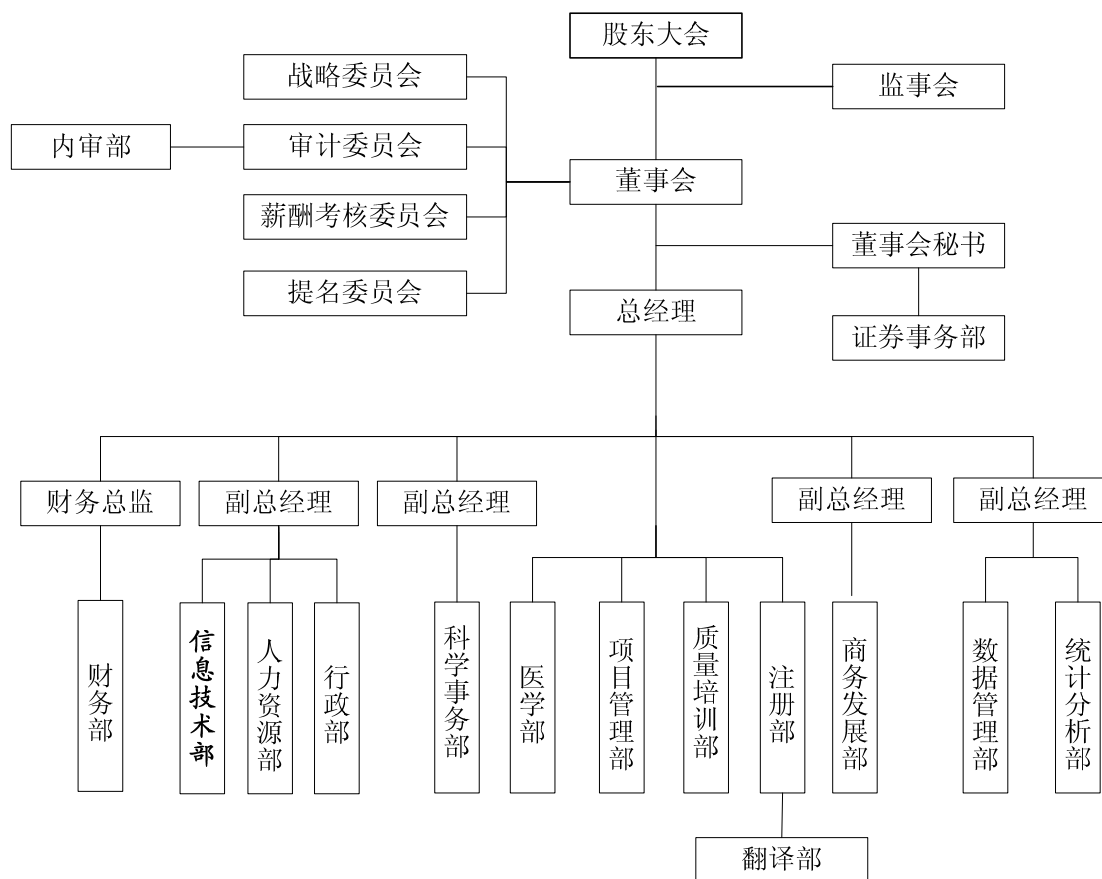 股东大会
战略委员会
监事会
内审部
审计委员会
董事会
薪酬考核委员会
董事会秘书
提名委员会
总经理
证券事务部
财务总监
副总经理
副总经理
副总经理
副总经理
财务部
信息技术部
人力资源部
行政部
科学事务部
医学部
项目管理部
质量培训部
注册部
商务发展部
数据管理部
统计分析部
翻译部